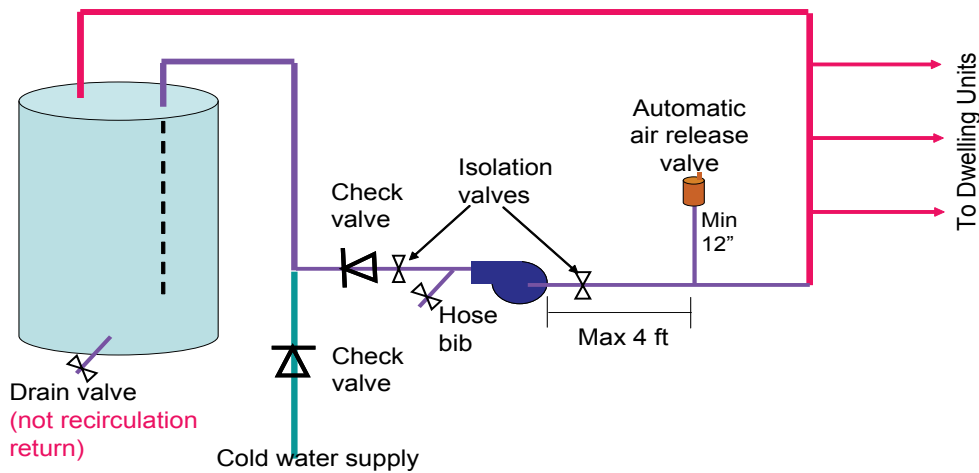 Automatic
air release
valve
To Dwelling Units
Isolation
valves
Check
valve
Min
12”
Hose
bib
Max 4 ft
Check
valve
Drain valve
(not recirculation
return)
Cold water supply